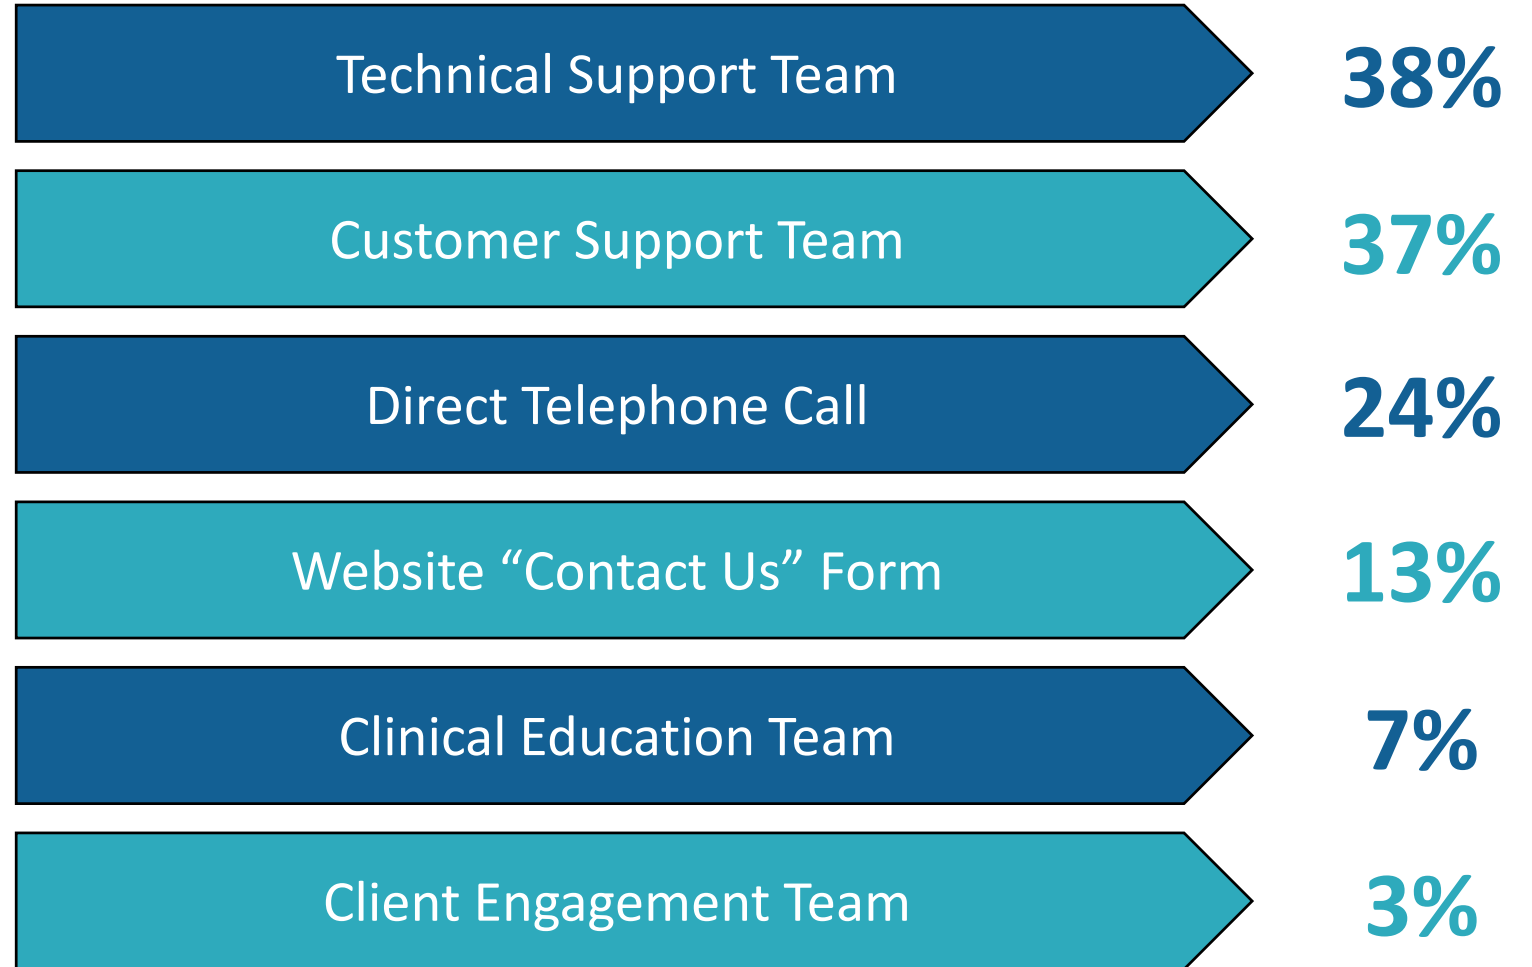 Technical Support Team 38%
Customer Support Team 37%
Direct Telephone Call 24%
Website “Contact Us” Form 13%
Clinical Education Team 7%
Client Engagement Team 3%